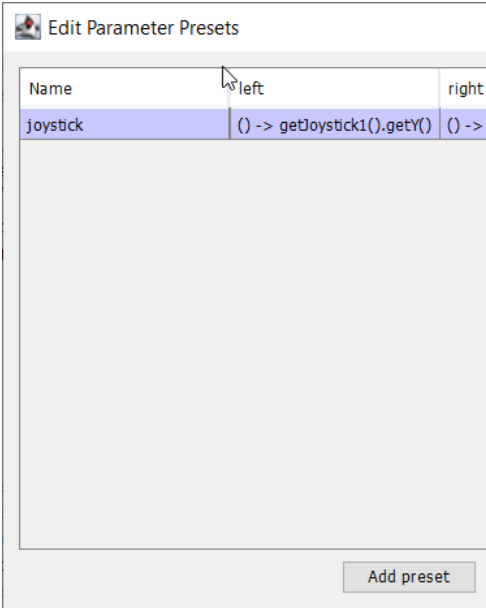 Edit Parameter Presets
Name left right
joystick () -> getJoystick1().getY() () ->
Add preset